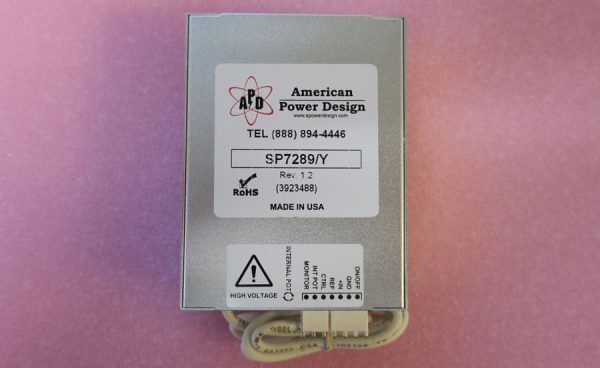 APD
American
Power Design
www.apowerdesign.com
TEL (888) 894-4446
SP7289/Y
Rev. 1.2
(3923488)
RoHS
MADE IN USA
HIGH VOLTAGE
INTERNAL POT
MONITOR
INT POT
CTRL
REF
+IN
GND
ON/OFF